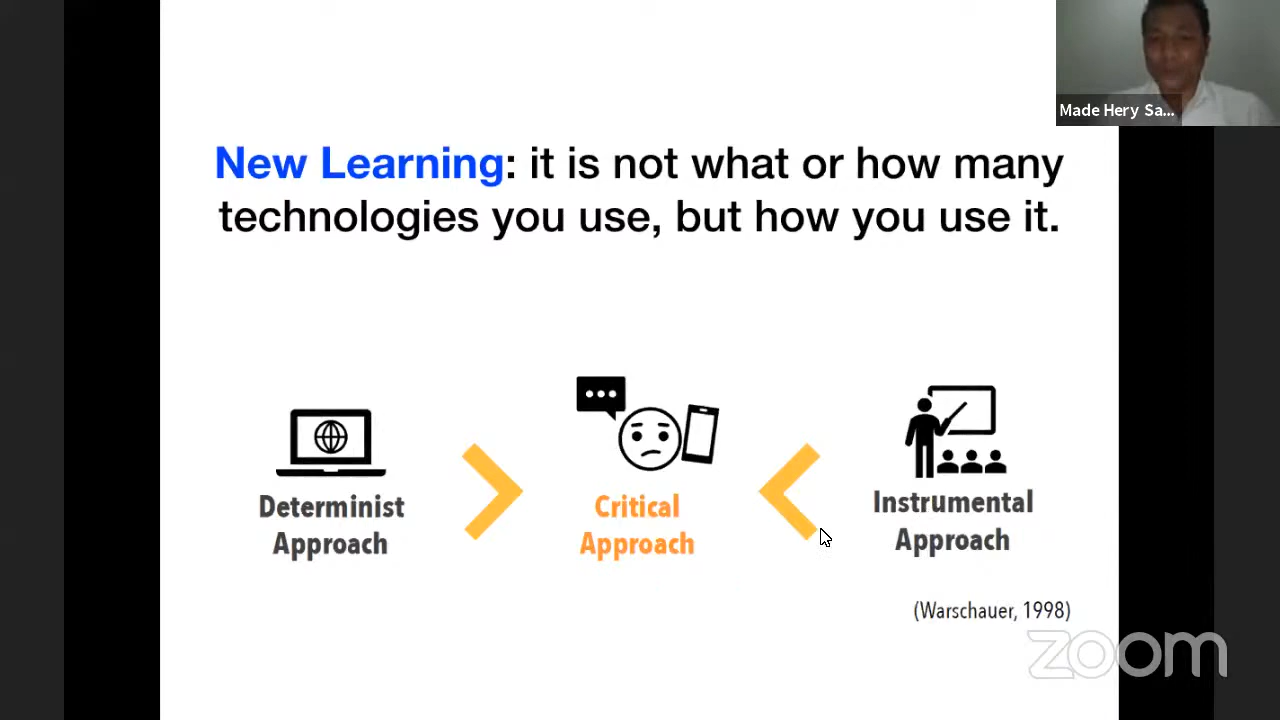 Made Hery Sa...
New Learning: it is not what or how many
technologies you use, but how you use it.
Determinist
Approach
Critical
Approach
Instrumental
Approach
(Warschauer, 1998)
zoom